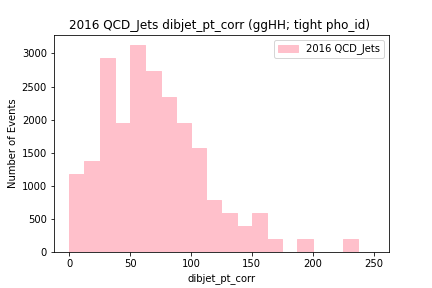 2016 QCD_Jets dibjet_pt_corr (ggHH; tight pho_id)
2016 QCD_Jets
Number of Events
3000
2500
2000
1500
1000
500
0
0 50 100 150 200 250
dibjet_pt_corr